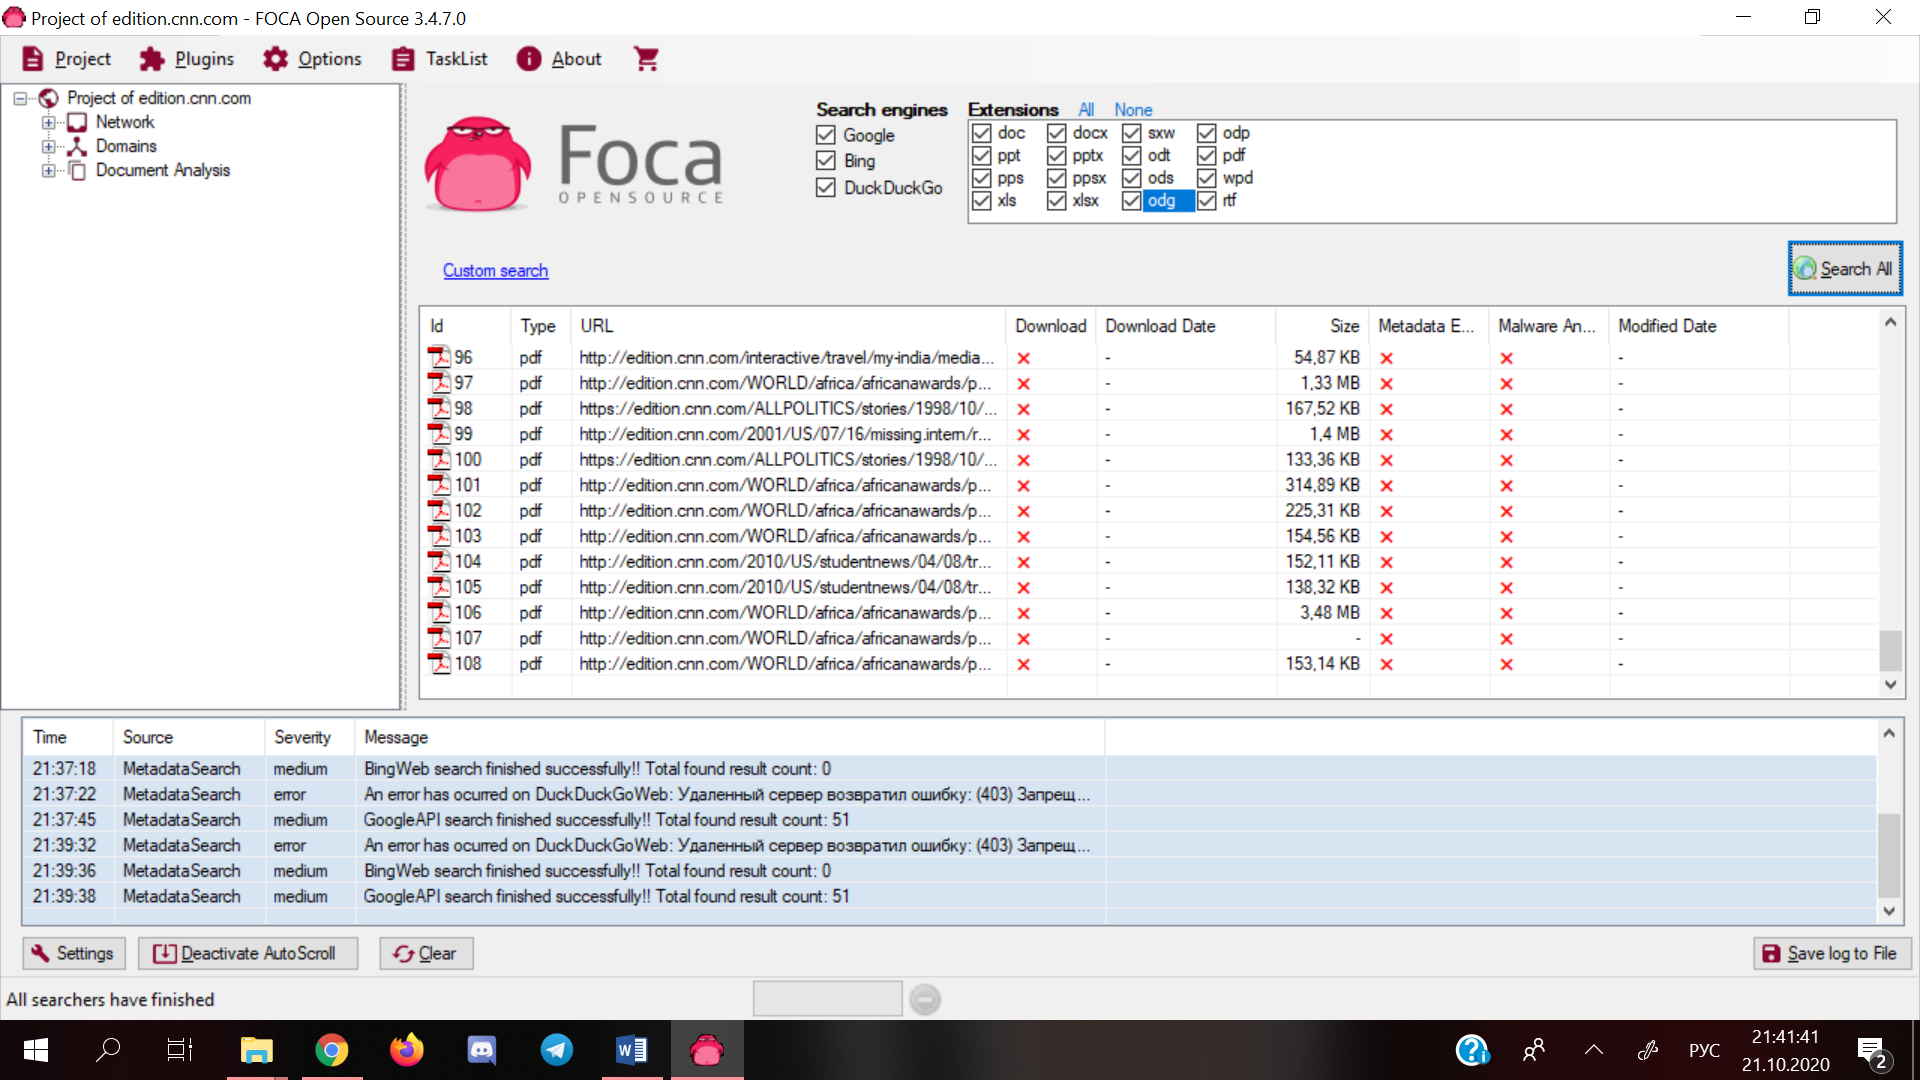 Project of edition.cnn.com - FOCA Open Source 3.4.7.0
Project Plugins Options TaskList About
Project of edition.cnn.com
Network
Domains
Document Analysis
Foca
OPENSOURCE
Search engines
Google
Bing
DuckDuckGo
Extensions All None
doc docx sxw odp
ppt pptx odt pdf
pps ppsx ods wpd
xls xlsx odg rtf
Custom search
Search All
Id Type URL Download Download Date Size Metadata E... Malware An... Modified Date
96 pdf http://edition.cnn.com/interactive/travel/my-india/media... - 54,87 KB -
97 pdf http://edition.cnn.com/WORLD/africa/africanawards/p... - 1,33 MB -
98 pdf https://edition.cnn.com/ALLPOLITICS/stories/1998/10/... - 167,52 KB -
99 pdf http://edition.cnn.com/2001/US/07/16/missing.intern/r... - 1,4 MB -
100 pdf https://edition.cnn.com/ALLPOLITICS/stories/1998/10/... - 133,36 KB -
101 pdf http://edition.cnn.com/WORLD/africa/africanawards/p... - 314,89 KB -
102 pdf http://edition.cnn.com/WORLD/africa/africanawards/p... - 225,31 KB -
103 pdf http://edition.cnn.com/WORLD/africa/africanawards/p... - 154,56 KB -
104 pdf http://edition.cnn.com/2010/US/studentnews/04/08/tr... - 152,11 KB -
105 pdf http://edition.cnn.com/2010/US/studentnews/04/08/tr... - 138,32 KB -
106 pdf http://edition.cnn.com/WORLD/africa/africanawards/p... - 3,48 MB -
107 pdf http://edition.cnn.com/WORLD/africa/africanawards/p... - - -
108 pdf http://edition.cnn.com/WORLD/africa/africanawards/p... - 153,14 KB -
Time Source Severity Message
21:37:18 MetadataSearch medium BingWeb search finished successfully!! Total found result count: 0
21:37:22 MetadataSearch error An error has ocurred on DuckDuckGoWeb: Удаленный сервер возвратил ошибку: (403) Запрещ...
21:37:45 MetadataSearch medium GoogleAPI search finished successfully!! Total found result count: 51
21:39:32 MetadataSearch error An error has ocurred on DuckDuckGoWeb: Удаленный сервер возвратил ошибку: (403) Запрещ...
21:39:36 MetadataSearch medium BingWeb search finished successfully!! Total found result count: 0
21:39:38 MetadataSearch medium GoogleAPI search finished successfully!! Total found result count: 51
Settings Deactivate AutoScroll Clear Save log to File
All searchers have finished
РУС 21:41:41
21.10.2020 2